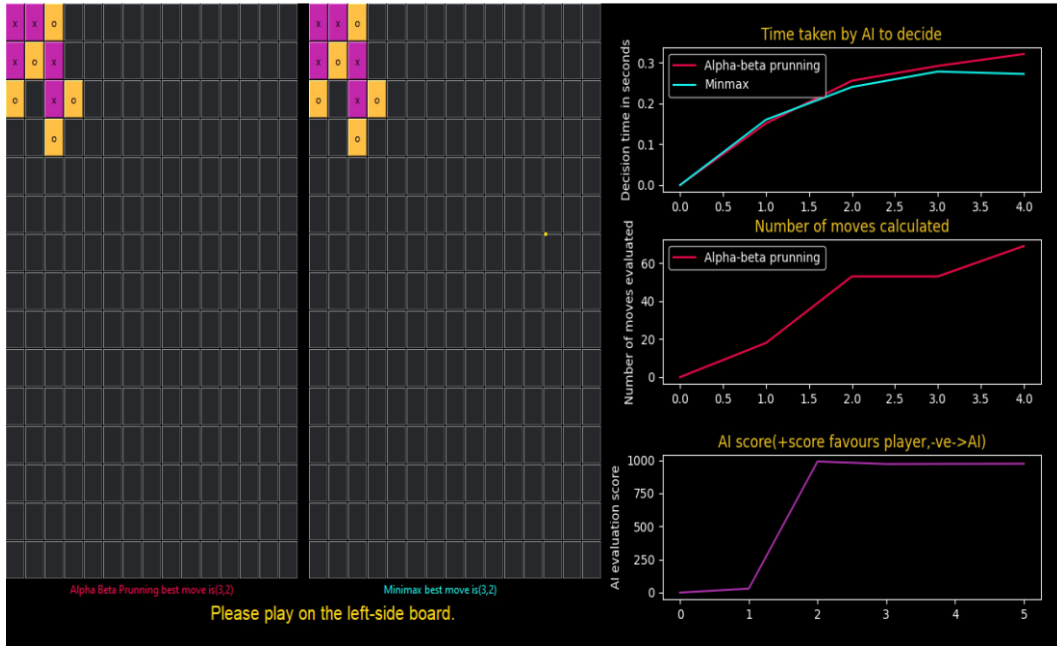 x x o
x o x
o x o
o
Alpha Beta Prunning best move is(3,2)
x x o
x o x
o x o
o
Minimax best move is(3,2)
Please play on the left-side board.
Time taken by AI to decide
Decision time in seconds
Alpha-beta prunning
Minmax
0.3
0.2
0.1
0.0
0.0 0.5 1.0 1.5 2.0 2.5 3.0 3.5 4.0
Number of moves calculated
Number of moves evaluated
Alpha-beta prunning
60
40
20
0
0.0 0.5 1.0 1.5 2.0 2.5 3.0 3.5 4.0
AI score(+score favours player,-ve->AI)
AI evaluation score
1000
750
500
250
0
0 1 2 3 4 5